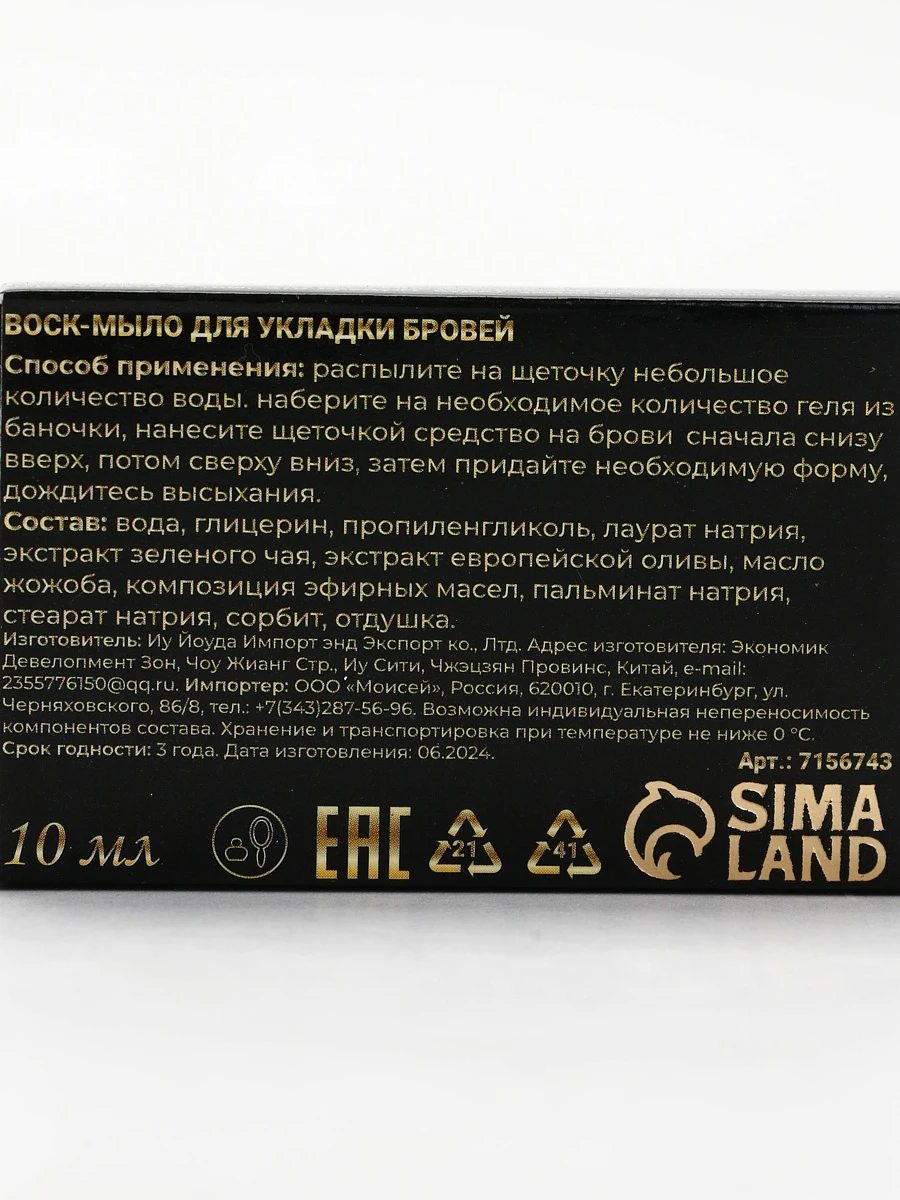 ВОСК-МЫЛО ДЛЯ УКЛАДКИ БРОВЕЙ
Способ применения: распылите на щеточку небольшое
количество воды. наберите на необходимое количество геля из
баночки, нанесите щеточкой средство на брови сначала снизу
вверх, потом сверху вниз, затем придайте необходимую форму,
дождитесь высыхания.
Состав: вода, глицерин, пропиленгликоль, лаурат натрия,
экстракт зеленого чая, экстракт европейской оливы, масло
жожоба, композиция эфирных масел, пальминат натрия,
стеарат натрия, сорбит, отдушка.
Изготовитель: Иу Йоуда Импорт энд Экспорт ко., Лтд. Адрес изготовителя: Экономик
Девелопмент Зон, Чоу Жианг Стр., Иу Сити, Чжэцзян Провинс, Китай, e-mail:
2355776150@qq.ru. Импортер: ООО «Моисей», Россия, 620010, г. Екатеринбург, ул.
Черняховского, 86/8, тел.: +7(343)287-56-96. Возможна индивидуальная непереносимость
компонентов состава. Хранение и транспортировка при температуре не ниже 0 °С.
Срок годности: 3 года. Дата изготовления: 06.2024.
Арт.: 7156743
10 мл
EAC
21
41
SIMA
LAND